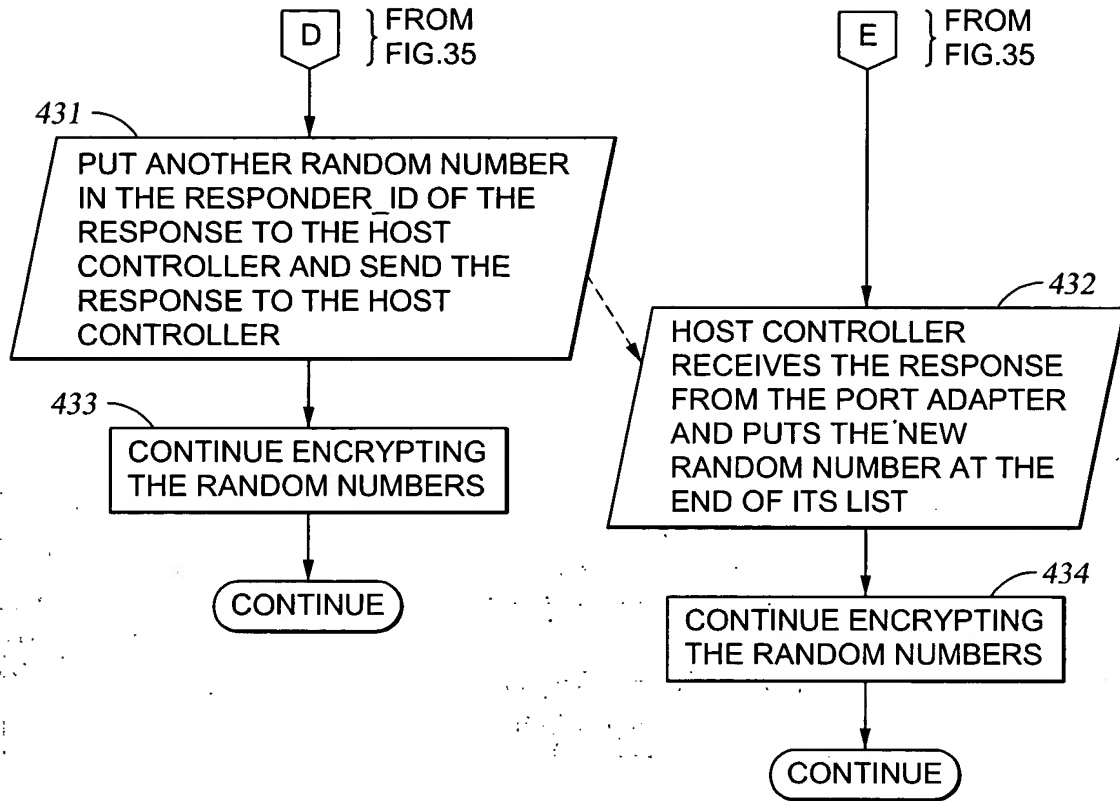 D
FROM
FIG.35
E
FROM
FIG.35
431
PUT ANOTHER RANDOM NUMBER
IN THE RESPONDER_ID OF THE
RESPONSE TO THE HOST
CONTROLLER AND SEND THE
RESPONSE TO THE HOST
CONTROLLER
432
HOST CONTROLLER
RECEIVES THE RESPONSE
FROM THE PORT ADAPTER
AND PUTS THE NEW
RANDOM NUMBER AT THE
END OF ITS LIST
433
CONTINUE ENCRYPTING
THE RANDOM NUMBERS
CONTINUE
434
CONTINUE ENCRYPTING
THE RANDOM NUMBERS
CONTINUE